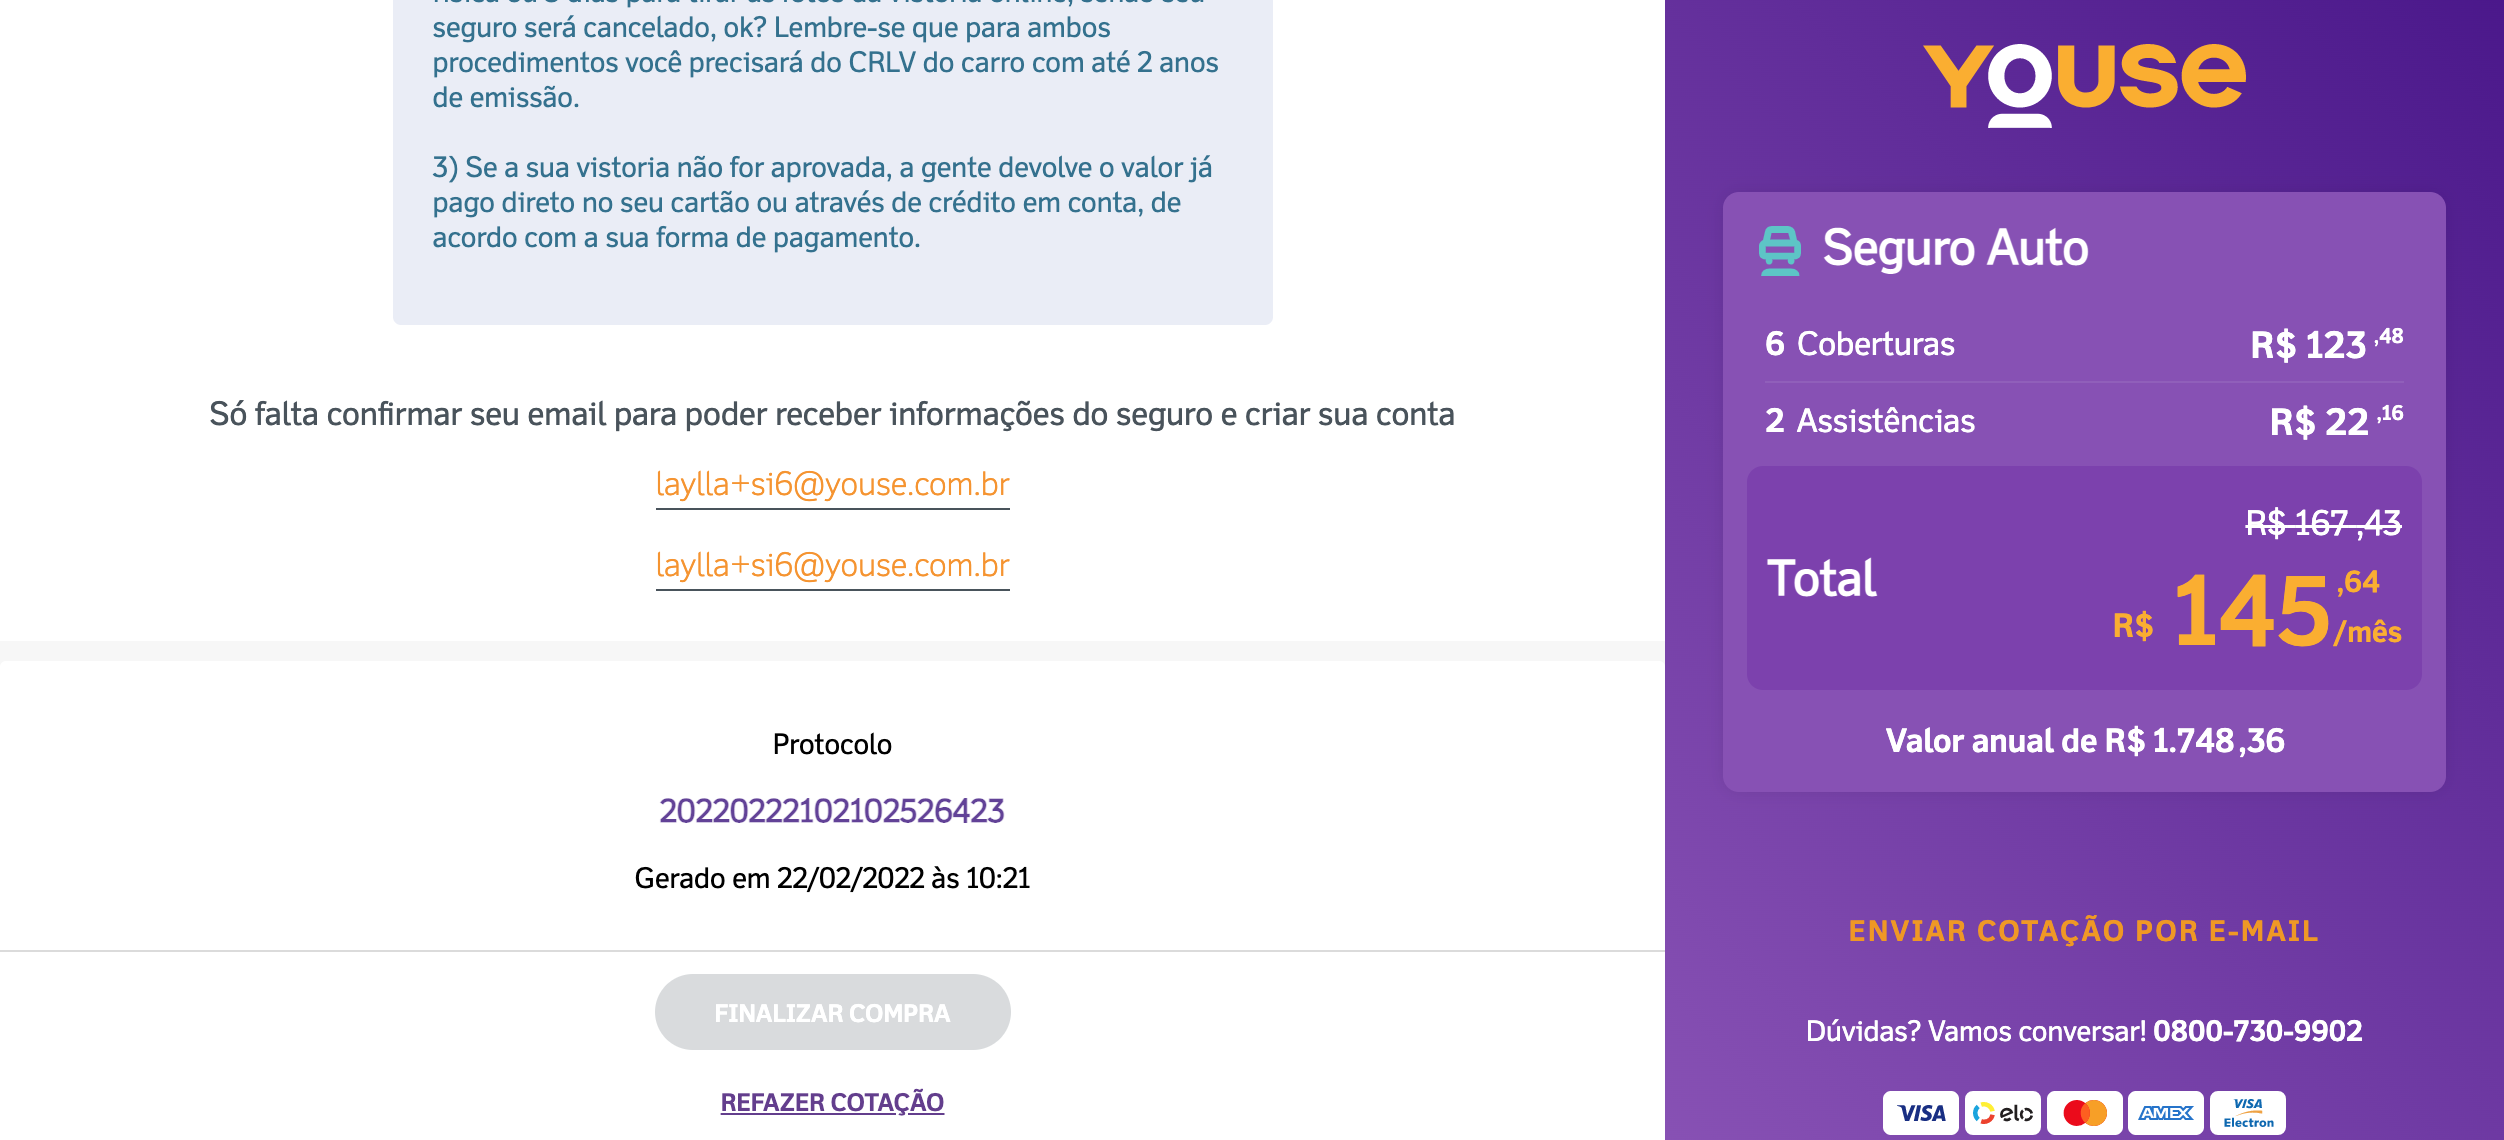 seguro será cancelado, ok? Lembre-se que para ambos
procedimentos você precisará do CRLV do carro com até 2 anos
de emissão.
3) Se a sua vistoria não for aprovada, a gente devolve o valor já
pago direto no seu cartão ou através de crédito em conta, de
acordo com a sua forma de pagamento.
Só falta confirmar seu email para poder receber informações do seguro e criar sua conta
laylla+si6@youse.com.br
laylla+si6@youse.com.br
Protocolo
20220222102102526423
Gerado em 22/02/2022 às 10:21
FINALIZAR COMPRA
REFAZER COTAÇÃO
YOUSE
Seguro Auto
6 Coberturas R$ 123,48
2 Assistências R$ 22,16
R$ 167,43
Total R$ 145,64/mês
Valor anual de R$ 1.748,36
ENVIAR COTAÇÃO POR E-MAIL
Dúvidas? Vamos conversar! 0800-730-9902
VISA elo AMEX VISA Electron